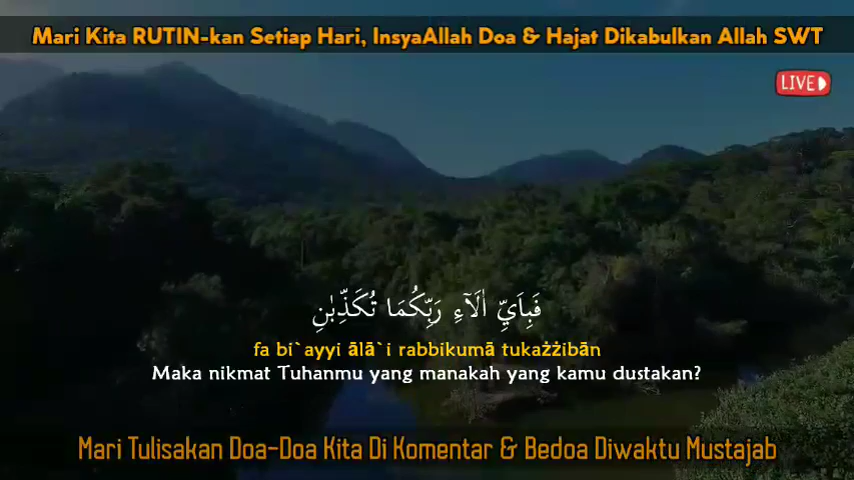 Mari Kita RUTIN-kan Setiap Hari, InsyaAllah Doa & Hajat Dikabulkan Allah SWT
LIVE
فَبِاَيِّ اٰلَاۤءِ رَبِّكُمَا تُكَذِّبٰنِ
fa bi`ayyi ālā`i rabbikumā tukażżibān
Maka nikmat Tuhanmu yang manakah yang kamu dustakan?
Mari Tulisakan Doa-Doa Kita Di Komentar & Bedoa Diwaktu Mustajab